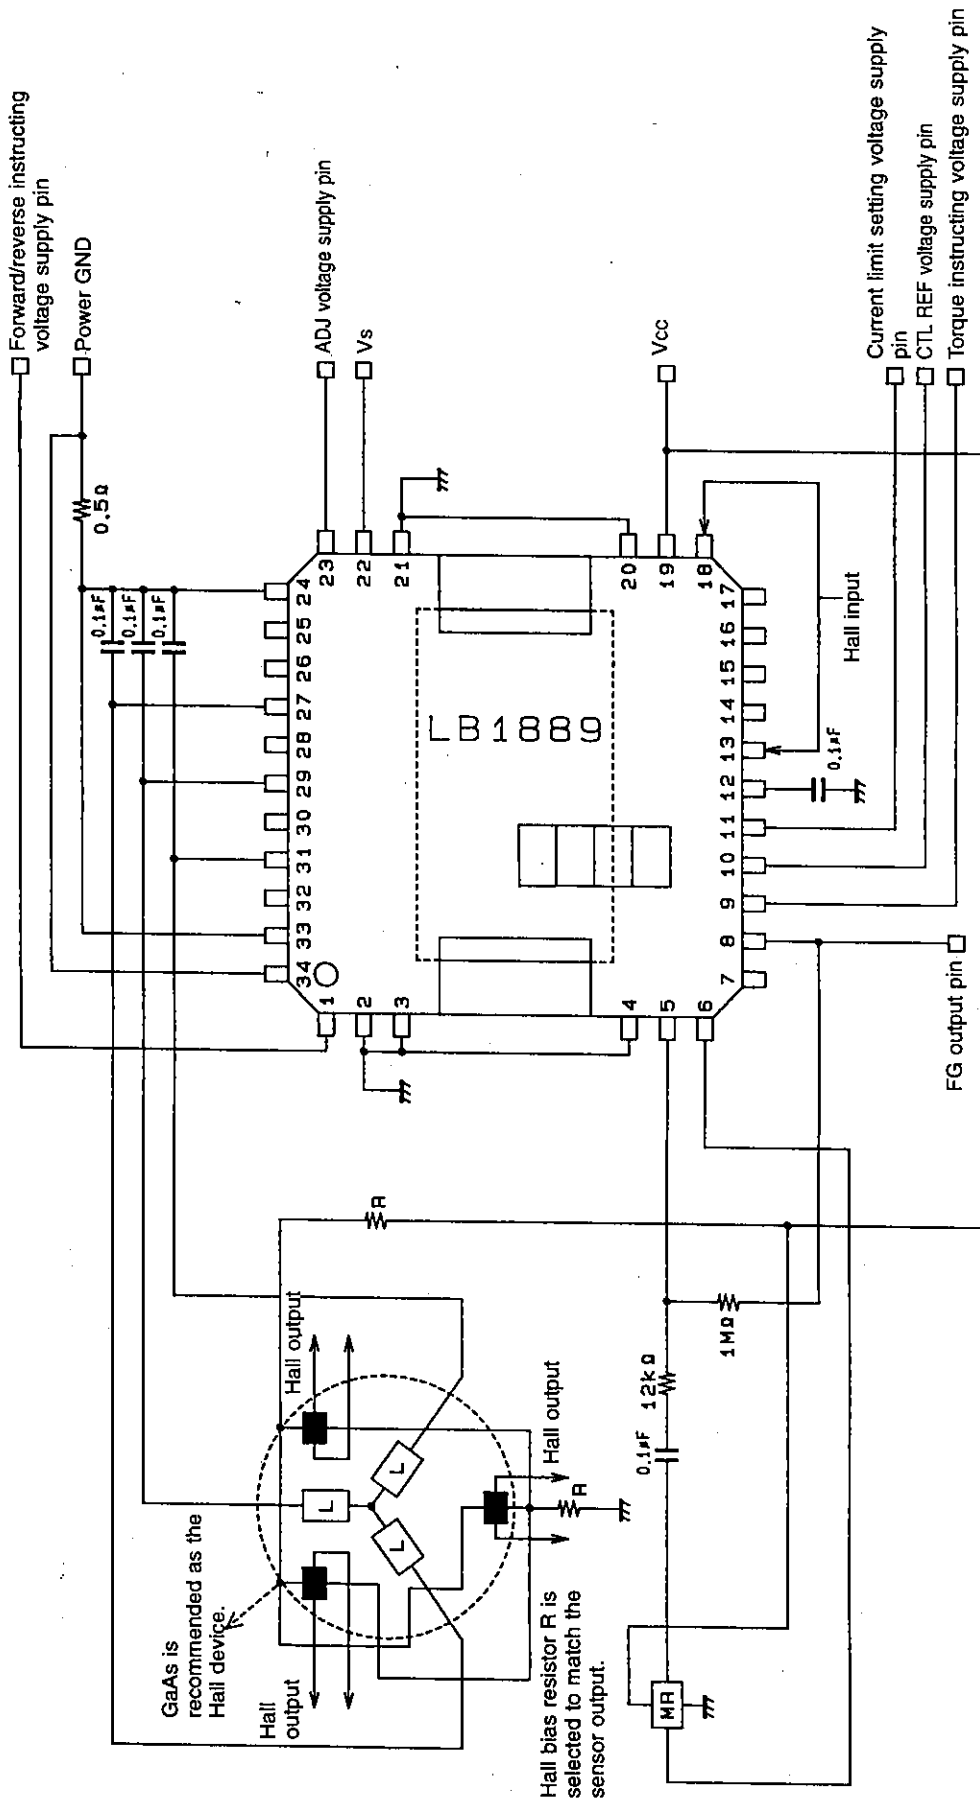 Forward/reverse instructing
voltage supply pin
Power GND
ADJ voltage supply pin
Vs
Vcc
Current limit setting voltage supply
pin
CTL REF voltage supply pin
Torque instructing voltage supply pin
0.5Ω
0.1μF
0.1μF
0.1μF
34
33
32
31
30
29
28
27
26
25
24
23
22
21
20
19
18
1
2
3
4
5
6
7
8
9
10
11
12
13
14
15
16
17
LB1889
Hall input
0.1μF
FG output pin
GaAs is
recommended as the
Hall device.
Hall
output
Hall output
Hall output
L
L
L
R
R
Hall bias resistor R is
selected to match the
sensor output.
MR
0.1μF
12kΩ
1MΩ